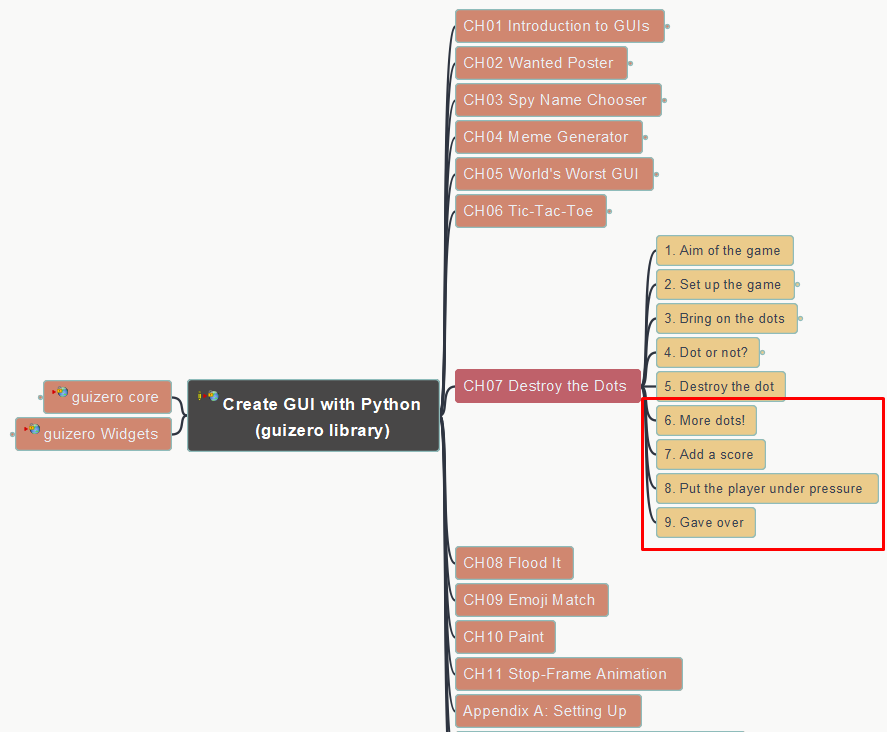 CH01 Introduction to GUIs
CH02 Wanted Poster
CH03 Spy Name Chooser
CH04 Meme Generator
CH05 World's Worst GUI
CH06 Tic-Tac-Toe
1. Aim of the game
2. Set up the game
3. Bring on the dots
4. Dot or not?
CH07 Destroy the Dots
5. Destroy the dot
guizero core
Create GUI with Python
(guizero library)
guizero Widgets
6. More dots!
7. Add a score
8. Put the player under pressure
9. Gave over
CH08 Flood It
CH09 Emoji Match
CH10 Paint
CH11 Stop-Frame Animation
Appendix A: Setting Up